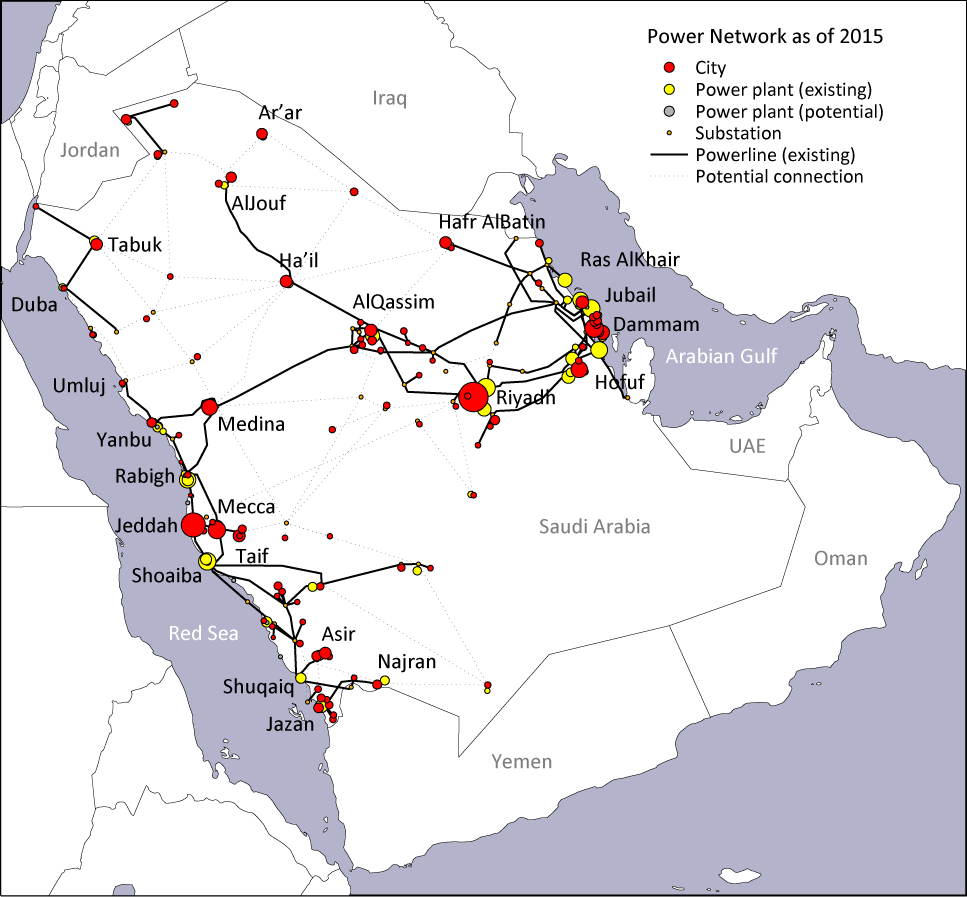 Power Network as of 2015
City
Power plant (existing)
Power plant (potential)
Substation
Powerline (existing)
Potential connection
Iraq
Ar'ar
Jordan
AlJouf
Hafr AlBatin
Tabuk
Ha'il
Ras AlKhair
Duba
AlQassim
Jubail
Dammam
Arabian Gulf
Umluj
Hofuf
Riyadh
Medina
Yanbu
UAE
Rabigh
Mecca
Jeddah
Saudi Arabia
Taif
Oman
Shoaiba
Red Sea
Asir
Najran
Shuqaiq
Jazan
Yemen